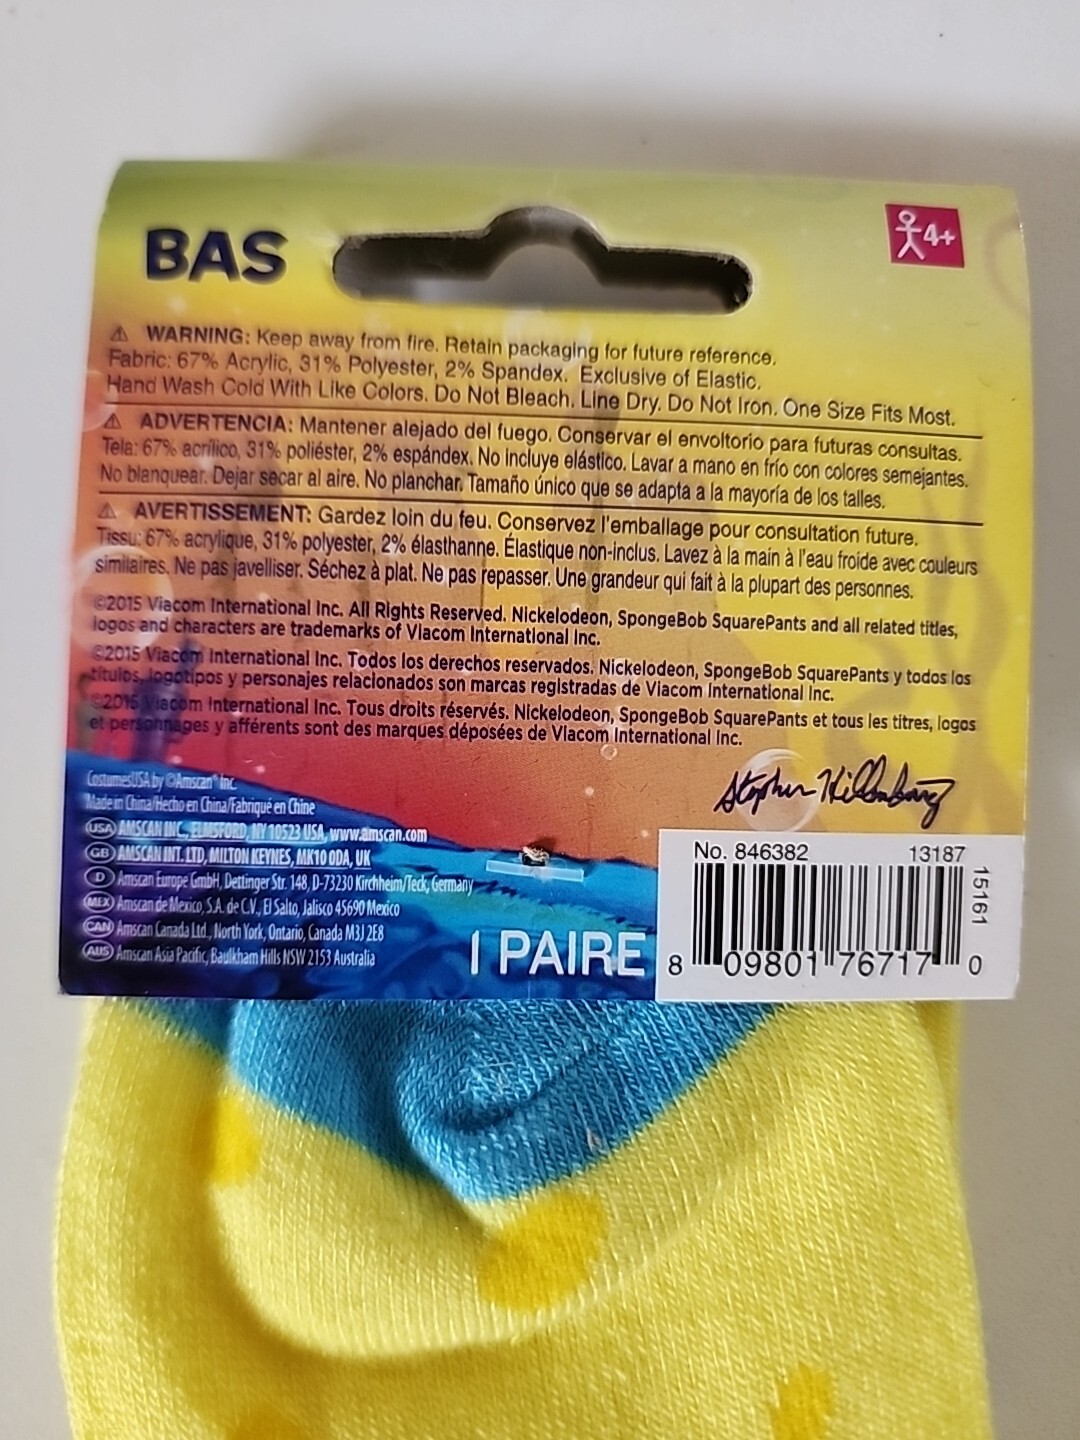 BAS
4+
⚠ WARNING: Keep away from fire. Retain packaging for future reference.
Fabric: 67% Acrylic, 31% Polyester, 2% Spandex. Exclusive of Elastic.
Hand Wash Cold With Like Colors. Do Not Bleach. Line Dry. Do Not Iron. One Size Fits Most.
⚠ ADVERTENCIA: Mantener alejado del fuego. Conservar el envoltorio para futuras consultas.
Tela: 67% acrílico, 31% poliéster, 2% espándex. No incluye elástico. Lavar a mano en frío con colores semejantes.
No blanquear. Dejar secar al aire. No planchar. Tamaño único que se adapta a la mayoría de los talles.
⚠ AVERTISSEMENT: Gardez loin du feu. Conservez l'emballage pour consultation future.
Tissu: 67% acrylique, 31% polyester, 2% élasthanne. Élastique non-inclus. Lavez à la main à l'eau froide avec couleurs
similaires. Ne pas javelliser. Séchez à plat. Ne pas repasser. Une grandeur qui fait à la plupart des personnes.
©2015 Viacom International Inc. All Rights Reserved. Nickelodeon, SpongeBob SquarePants and all related titles,
logos and characters are trademarks of Viacom International Inc.
©2015 Viacom International Inc. Todos los derechos reservados. Nickelodeon, SpongeBob SquarePants y todos los
títulos, logotipos y personajes relacionados son marcas registradas de Viacom International Inc.
©2015 Viacom International Inc. Tous droits réservés. Nickelodeon, SpongeBob SquarePants et tous les titres, logos
et personnages y afférents sont des marques déposées de Viacom International Inc.
Stephen Hillenburg
CostumesUSA by ©Amscan® Inc.
Made in China/Hecho en China/Fabriqué en Chine
USA AMSCAN INC., ELMSFORD, NY 10523 USA, www.amscan.com
GB AMSCAN INT. LTD, MILTON KEYNES, MK10 0DA, UK
D Amscan Europe GmbH, Dettinger Str. 148, D-73230 Kirchheim/Teck, Germany
MEX Amscan de Mexico, S.A. de C.V., El Salto, Jalisco 45690 Mexico
CAN Amscan Canada Ltd., North York, Ontario, Canada M3J 2E8
AUS Amscan Asia Pacific, Baulkham Hills NSW 2153 Australia
1 PAIRE
No. 846382 13187
15161
8 09801 76717 0